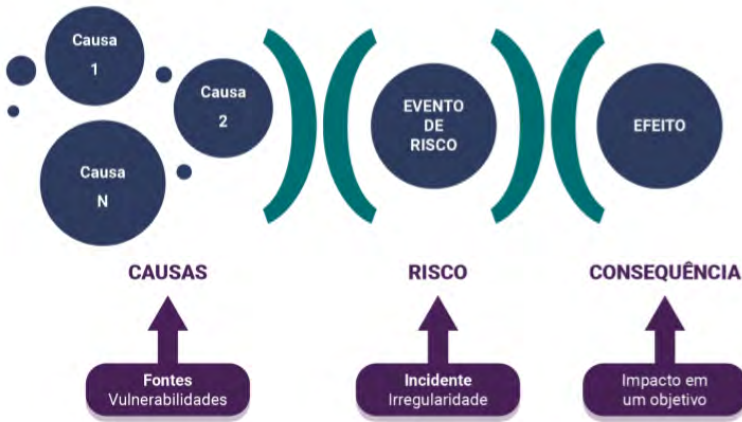 Causa
1
Causa
2
Causa
N
EVENTO
DE
RISCO
EFEITO
CAUSAS
RISCO
CONSEQUÊNCIA
Fontes
Vulnerabilidades
Incidente
Irregularidade
Impacto em
um objetivo